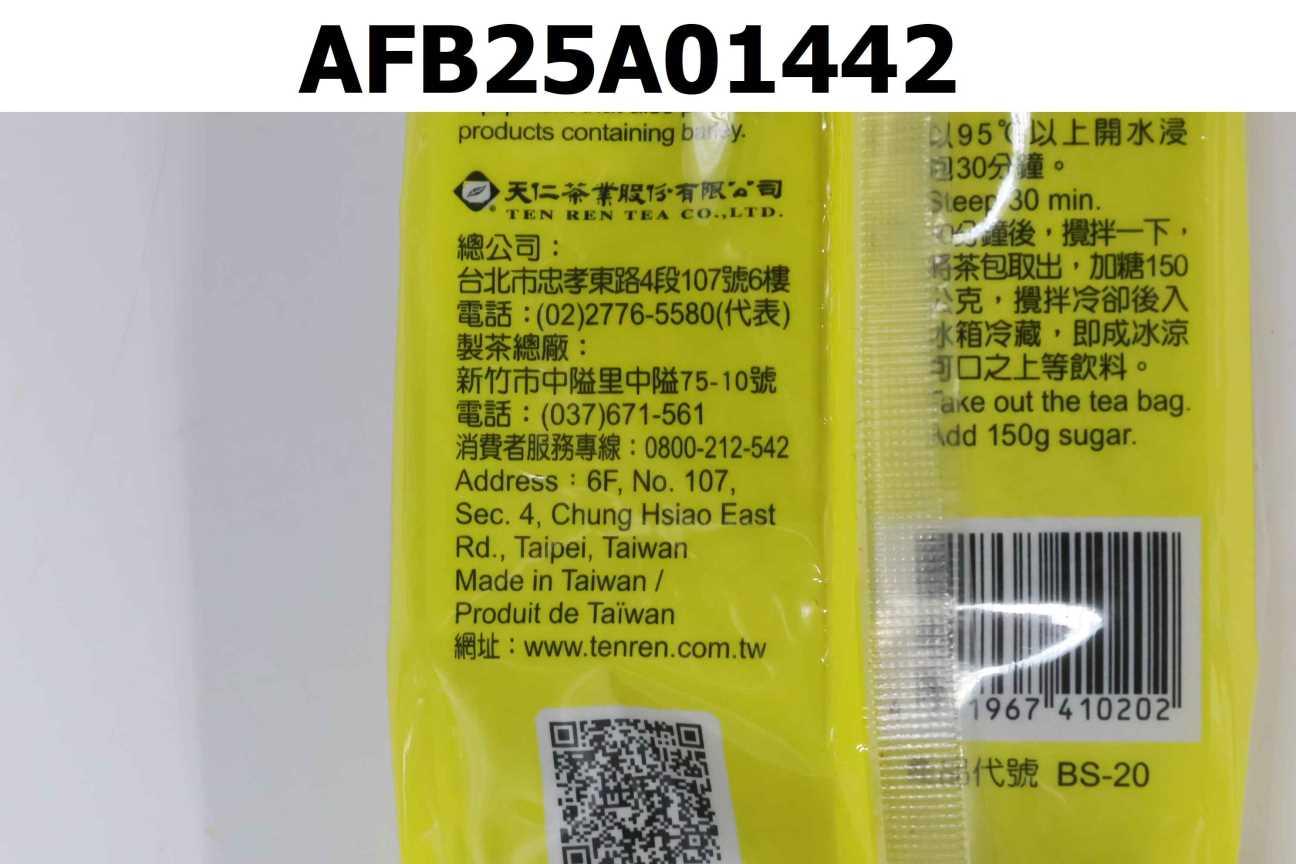 AFB25A01442
products containing barley.
天仁茶業股份有限公司
TEN REN TEA CO.,LTD.
總公司：
台北市忠孝東路4段107號6樓
電話：(02)2776-5580(代表)
製茶總廠：
新竹市中隘里中隘75-10號
電話：(037)671-561
消費者服務專線：0800-212-542
Address：6F, No. 107,
Sec. 4, Chung Hsiao East
Rd., Taipei, Taiwan
Made in Taiwan /
Produit de Taïwan
網址：www.tenren.com.tw
以95℃以上開水浸
泡30分鐘。
Steep 30 min.
分鐘後，攪拌一下，
將茶包取出，加糖150
公克，攪拌冷卻後入
冰箱冷藏，即成冰涼
可口之上等飲料。
Take out the tea bag.
Add 150g sugar.
1967 410202
代號 BS-20